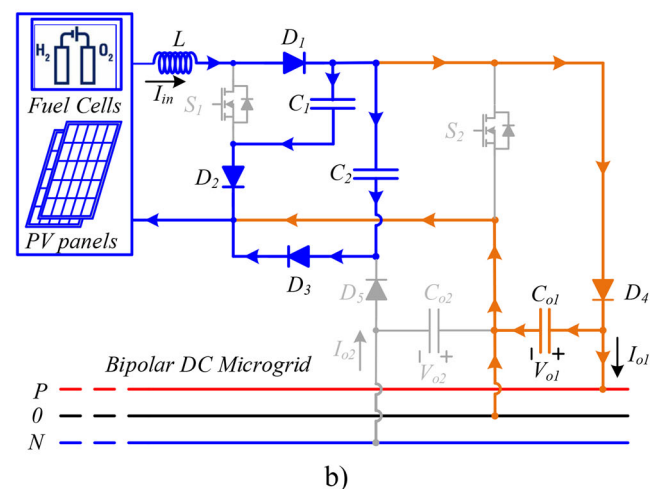 H2 O2
Fuel Cells
PV panels
L
Iin
D1
S1
C1
D2
C2
S2
D3
D5
Co2
Co1
D4
Io2
Vo2
Vo1
Io1
Bipolar DC Microgrid
P
0
N
b)